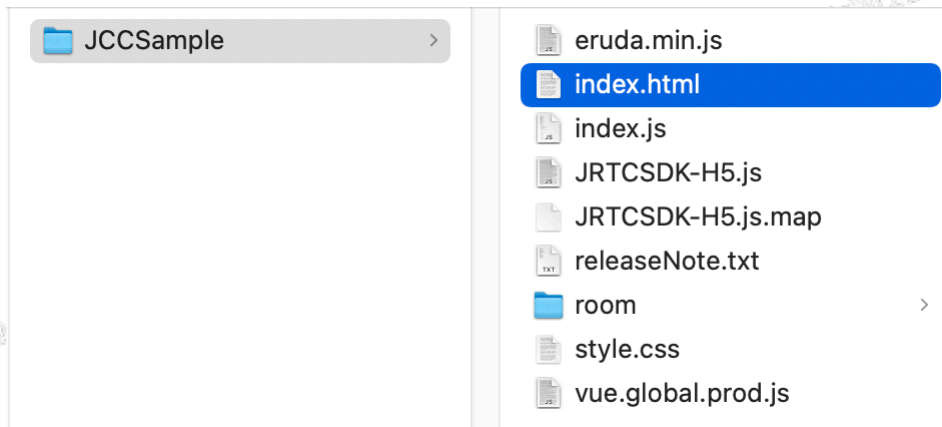 JCCSample
eruda.min.js
index.html
index.js
JRTCSDK-H5.js
JRTCSDK-H5.js.map
releaseNote.txt
room
style.css
vue.global.prod.js